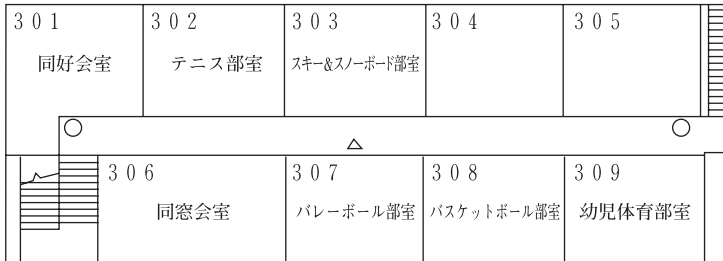 301
同好会室
302
テニス部室
303
スキー&スノーボード部室
304
305
306
同窓会室
307
バレーボール部室
308
バスケットボール部室
309
幼児体育部室